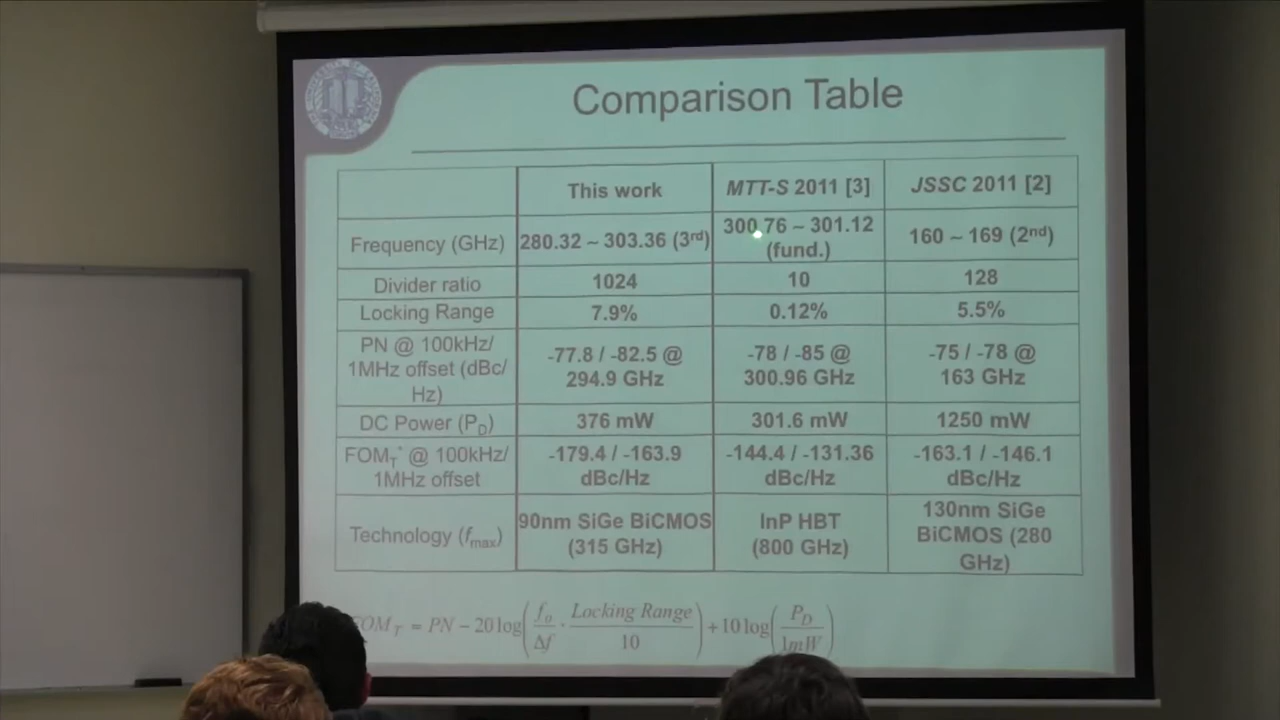 Comparison Table
This work
MTT-S 2011 [3]
JSSC 2011 [2]
Frequency (GHz)
280.32 ~ 303.36 (3rd)
300.76 ~ 301.12
(fund.)
160 ~ 169 (2nd)
Divider ratio
1024
10
128
Locking Range
7.9%
0.12%
5.5%
PN @ 100kHz/
1MHz offset (dBc/
Hz)
-77.8 / -82.5 @
294.9 GHz
-78 / -85 @
300.96 GHz
-75 / -78 @
163 GHz
DC Power (PD)
376 mW
301.6 mW
1250 mW
FOMT* @ 100kHz/
1MHz offset
-179.4 / -163.9
dBc/Hz
-144.4 / -131.36
dBc/Hz
-163.1 / -146.1
dBc/Hz
Technology (fmax)
90nm SiGe BiCMOS
(315 GHz)
InP HBT
(800 GHz)
130nm SiGe
BiCMOS (280
GHz)
FOMT = PN − 20log(fo/Δf · Locking Range/10) + 10log(PD/1mW)